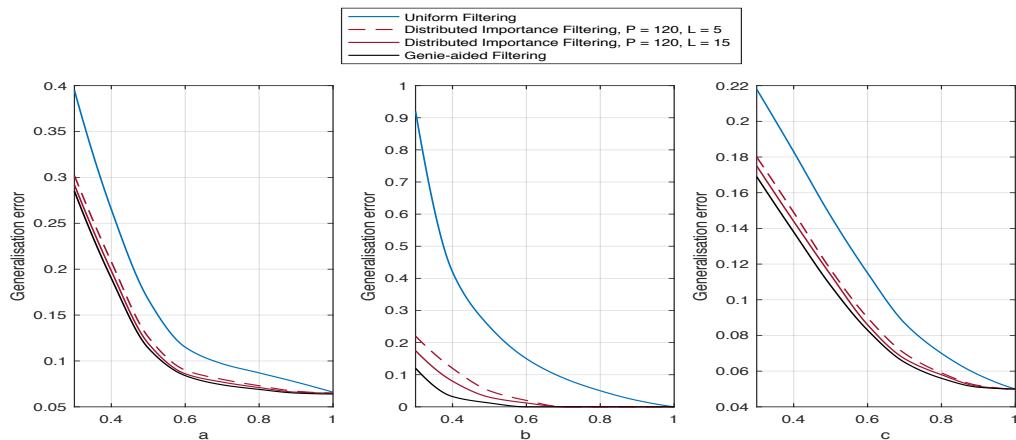 Uniform Filtering
Distributed Importance Filtering, P = 120, L = 5
Distributed Importance Filtering, P = 120, L = 15
Genie-aided Filtering
Generalisation error
0.4
0.35
0.3
0.25
0.2
0.15
0.1
0.05
0.4 0.6 0.8 1
a
Generalisation error
1
0.9
0.8
0.7
0.6
0.5
0.4
0.3
0.2
0.1
0
0.4 0.6 0.8 1
b
Generalisation error
0.22
0.2
0.18
0.16
0.14
0.12
0.1
0.08
0.06
0.04
0.4 0.6 0.8 1
c